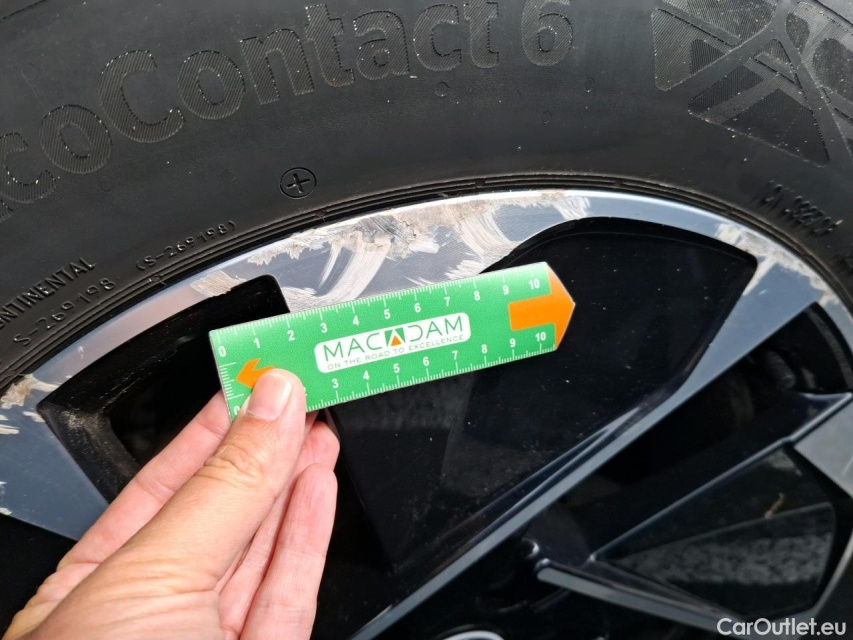 coContact 6
CONTINENTAL (S-269198)
S-269198
0 1 2 3 4 5 6 7 8 9 10
MACADAM
ON THE ROAD TO EXCELLENCE
3 4 5 6 7 8 9 10
CarOutlet.eu